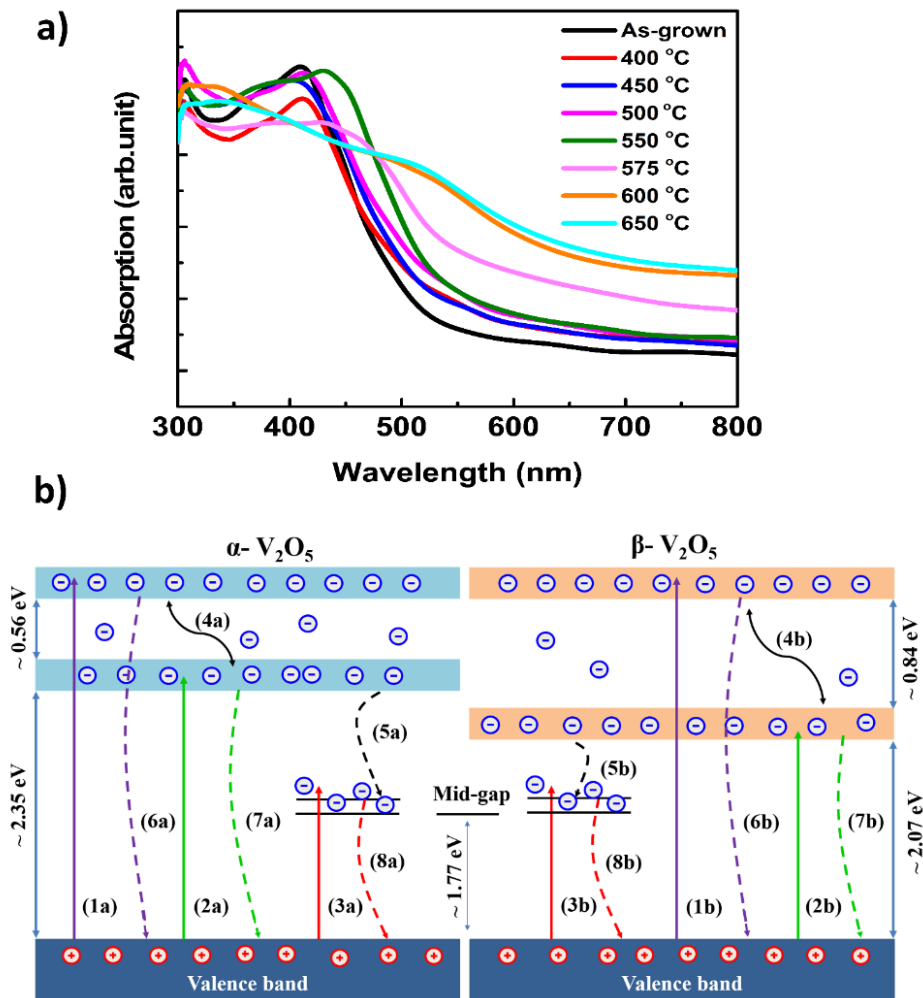 a)
Absorption (arb.unit)
As-grown
400 °C
450 °C
500 °C
550 °C
575 °C
600 °C
650 °C
300 400 500 600 700 800
Wavelength (nm)
b)
α- V₂O₅
β- V₂O₅
~ 0.56 eV
(4a)
(4b)
~ 0.84 eV
(5a)
(5b)
~ 2.35 eV
Mid-gap
~ 1.77 eV
~ 2.07 eV
(6a)
(7a)
(8a)
(8b)
(6b)
(7b)
(1a)
(2a)
(3a)
(3b)
(1b)
(2b)
Valence band
Valence band